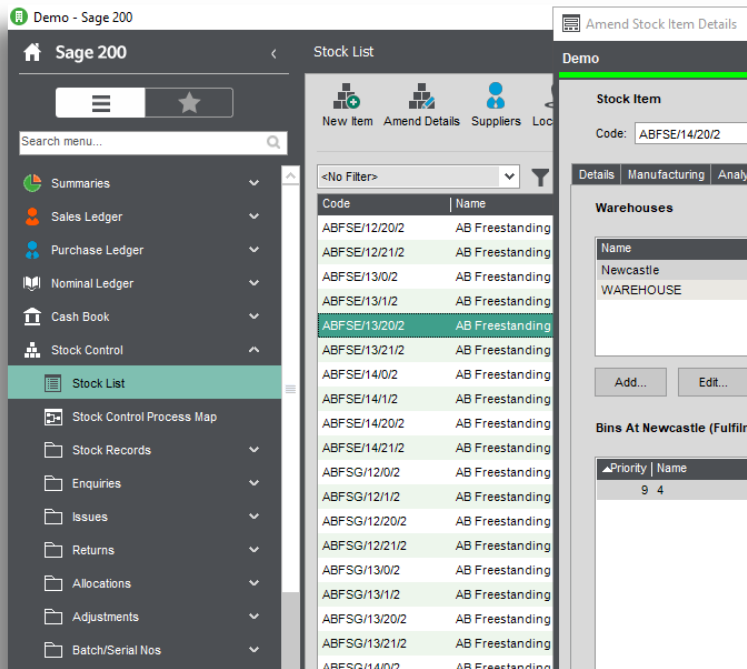 Demo - Sage 200
Sage 200
Search menu...
Summaries
Sales Ledger
Purchase Ledger
Nominal Ledger
Cash Book
Stock Control
Stock List
Stock Control Process Map
Stock Records
Enquiries
Issues
Returns
Allocations
Adjustments
Batch/Serial Nos
Stock List
New Item Amend Details Suppliers Loc
<No Filter>
Code Name
ABFSE/12/20/2 AB Freestanding
ABFSE/12/21/2 AB Freestanding
ABFSE/13/0/2 AB Freestanding
ABFSE/13/1/2 AB Freestanding
ABFSE/13/20/2 AB Freestanding
ABFSE/13/21/2 AB Freestanding
ABFSE/14/0/2 AB Freestanding
ABFSE/14/1/2 AB Freestanding
ABFSE/14/20/2 AB Freestanding
ABFSE/14/21/2 AB Freestanding
ABFSG/12/0/2 AB Freestanding
ABFSG/12/1/2 AB Freestanding
ABFSG/12/20/2 AB Freestanding
ABFSG/12/21/2 AB Freestanding
ABFSG/13/0/2 AB Freestanding
ABFSG/13/1/2 AB Freestanding
ABFSG/13/20/2 AB Freestanding
ABFSG/13/21/2 AB Freestanding
ABFSG/14/0/2 AB Freestanding
Amend Stock Item Details
Demo
Stock Item
Code: ABFSE/14/20/2
Details Manufacturing Analy
Warehouses
Name
Newcastle
WAREHOUSE
Add... Edit...
Bins At Newcastle (Fulfil
Priority Name
9 4